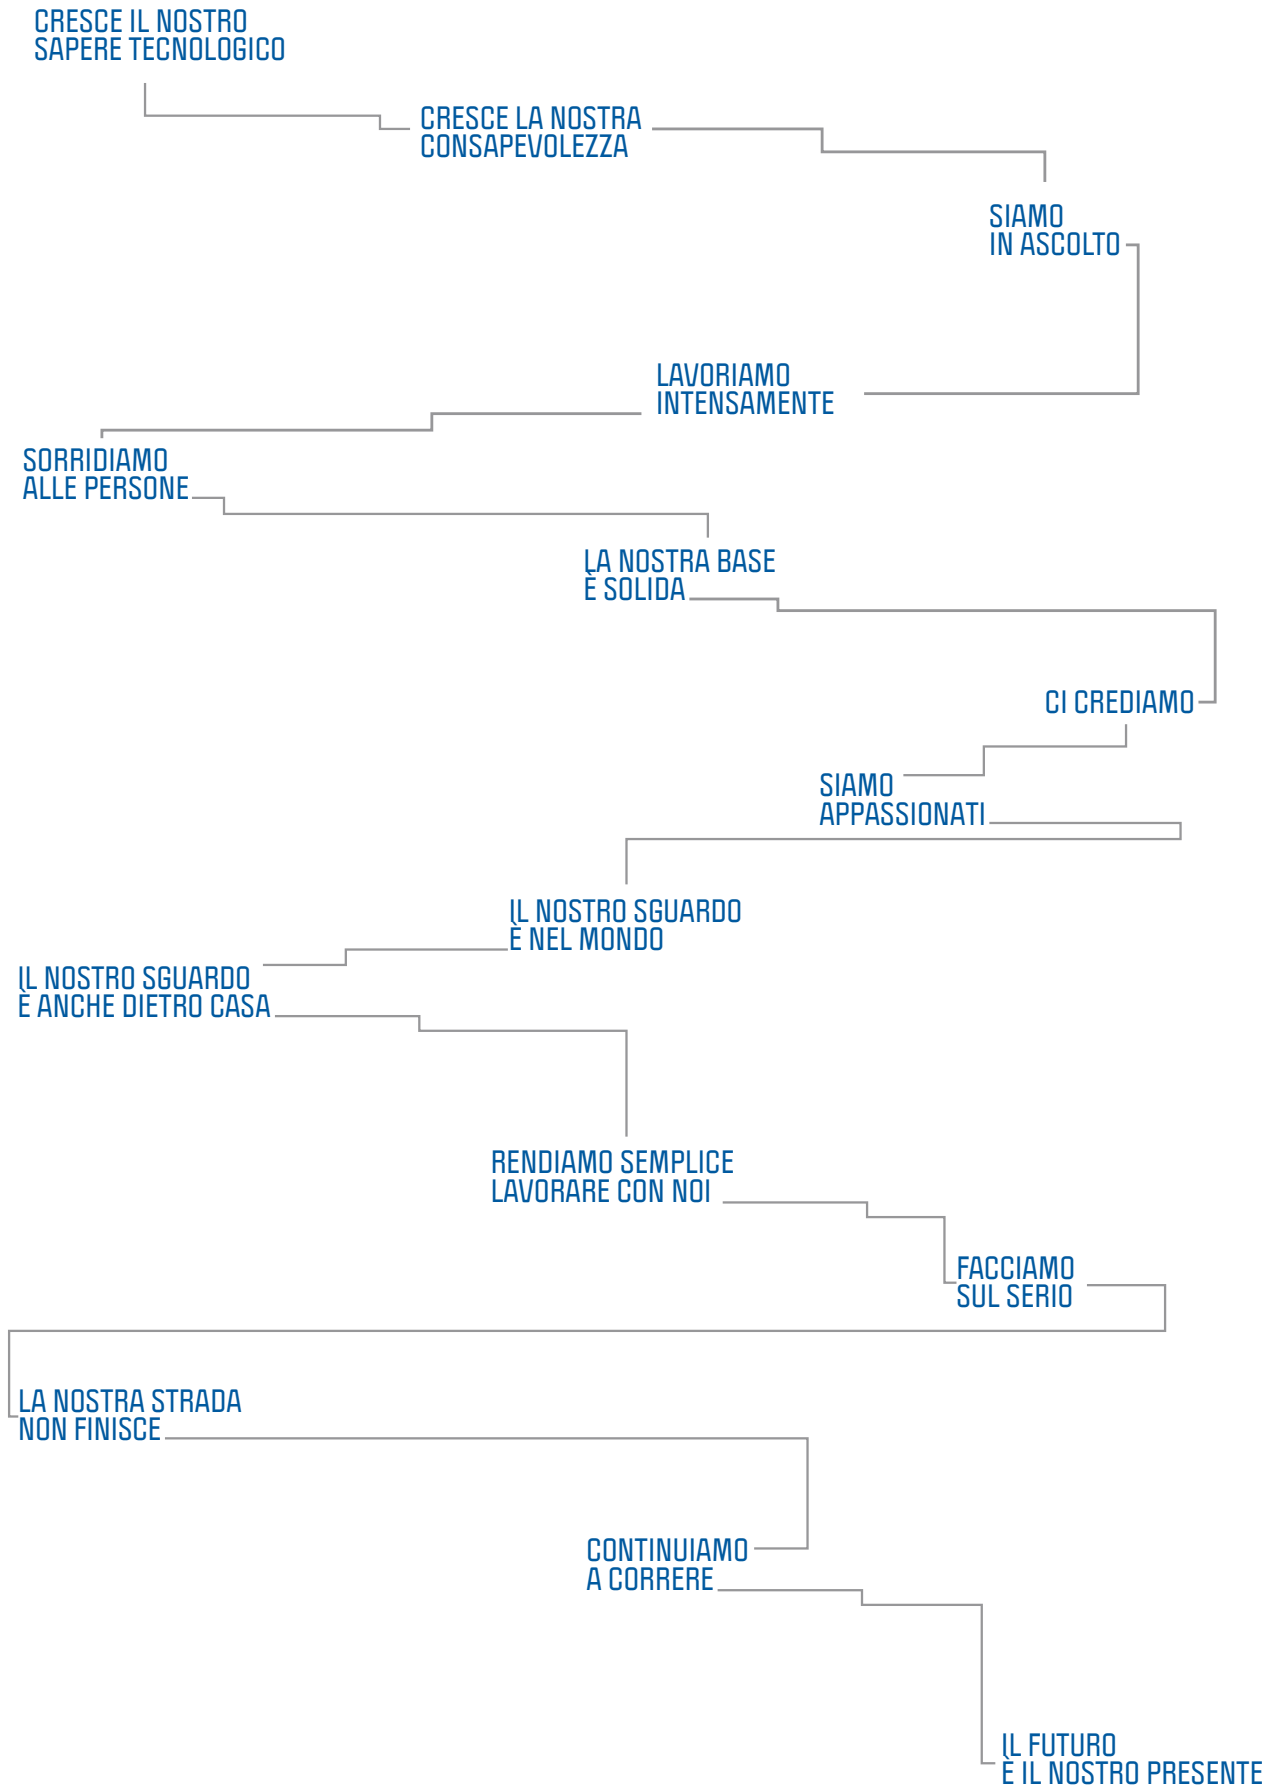 CRESCE IL NOSTRO
SAPERE TECNOLOGICO
CRESCE LA NOSTRA
CONSAPEVOLEZZA
SIAMO
IN ASCOLTO
LAVORIAMO
INTENSAMENTE
SORRIDIAMO
ALLE PERSONE
LA NOSTRA BASE
È SOLIDA
CI CREDIAMO
SIAMO
APPASSIONATI
IL NOSTRO SGUARDO
È NEL MONDO
IL NOSTRO SGUARDO
È ANCHE DIETRO CASA
RENDIAMO SEMPLICE
LAVORARE CON NOI
FACCIAMO
SUL SERIO
LA NOSTRA STRADA
NON FINISCE
CONTINUIAMO
A CORRERE
IL FUTURO
È IL NOSTRO PRESENTE